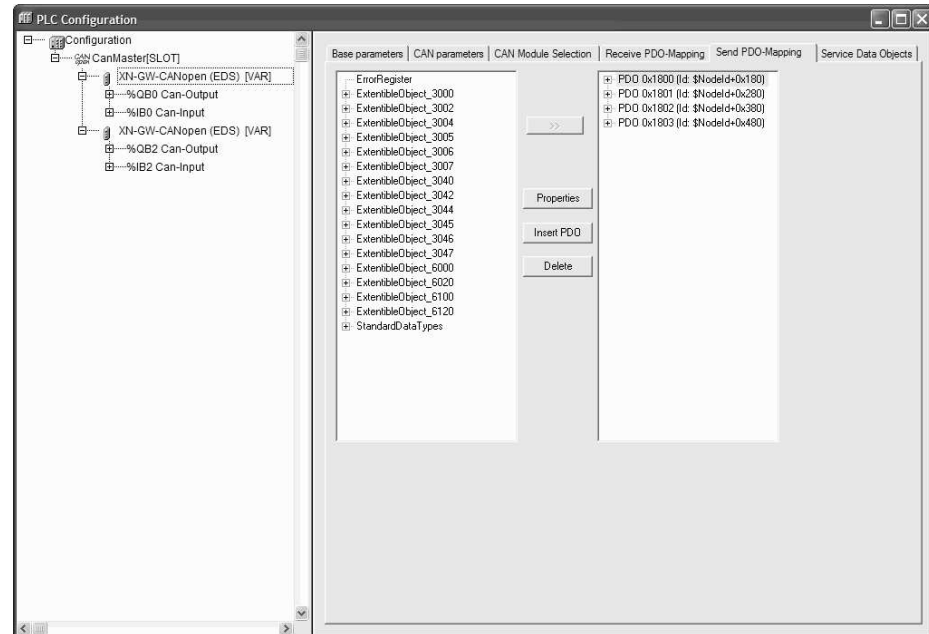 PLC Configuration
Configuration
CanMaster[SLOT]
XN-GW-CANopen (EDS) [VAR]
%QB0 Can-Output
%IB0 Can-Input
XN-GW-CANopen (EDS) [VAR]
%QB2 Can-Output
%IB2 Can-Input
Base parameters
CAN parameters
CAN Module Selection
Receive PDO-Mapping
Send PDO-Mapping
Service Data Objects
ErrorRegister
ExtentibleObject_3000
ExtentibleObject_3002
ExtentibleObject_3004
ExtentibleObject_3005
ExtentibleObject_3006
ExtentibleObject_3007
ExtentibleObject_3040
ExtentibleObject_3042
ExtentibleObject_3044
ExtentibleObject_3045
ExtentibleObject_3046
ExtentibleObject_3047
ExtentibleObject_6000
ExtentibleObject_6020
ExtentibleObject_6100
ExtentibleObject_6120
StandardDataTypes
>>
Properties
Insert PDO
Delete
PDO 0x1800 (Id: $NodeId+0x180)
PDO 0x1801 (Id: $NodeId+0x280)
PDO 0x1802 (Id: $NodeId+0x380)
PDO 0x1803 (Id: $NodeId+0x480)